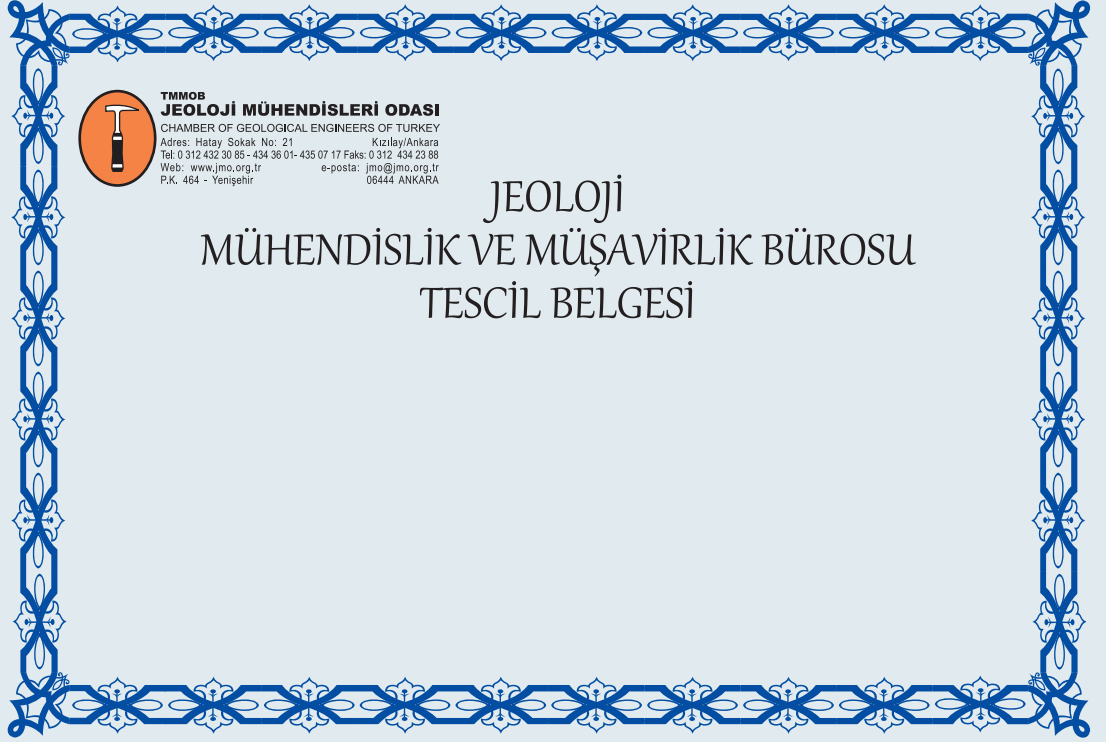 TMMOB
JEOLOJİ MÜHENDİSLERİ ODASI
CHAMBER OF GEOLOGICAL ENGINEERS OF TURKEY
Adres: Hatay Sokak No: 21 Kızılay/Ankara
Tel: 0 312 432 30 85 - 434 36 01- 435 07 17 Faks: 0 312 434 23 88
Web: www.jmo.org.tr e-posta: jmo@jmo.org.tr
P.K. 464 - Yenişehir 06444 ANKARA
JEOLOJİ
MÜHENDİSLİK VE MÜŞAVİRLİK BÜROSU
TESCİL BELGESİ